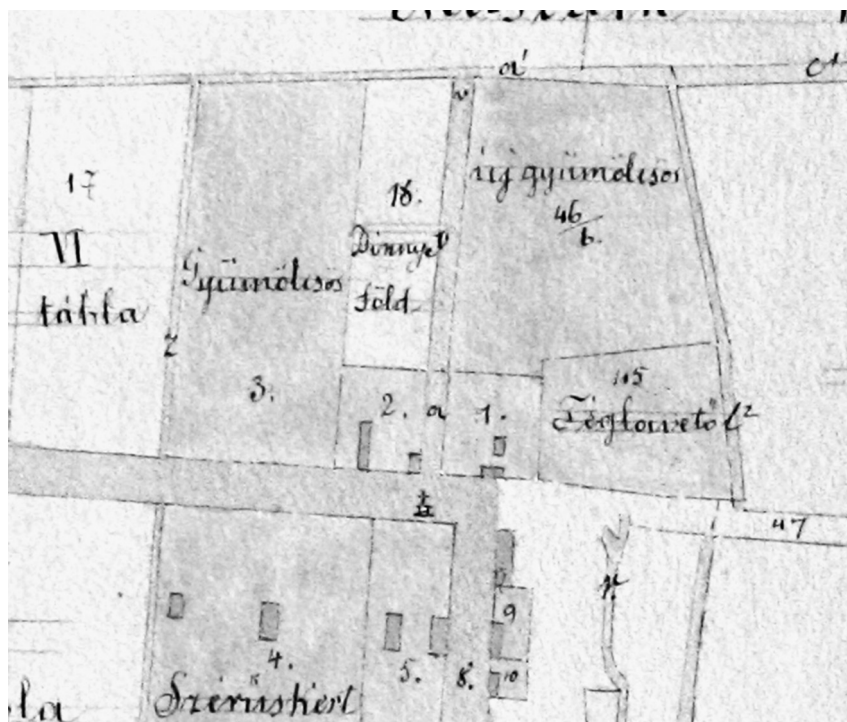 a'
17
VI
tábla
18.
Dinnye
föld
új gyümölcsös
46/b.
Gyümölcsös
3.
2.
a
1.
Téglavető
47
9
10
4.
5.
8.
Szérüskert